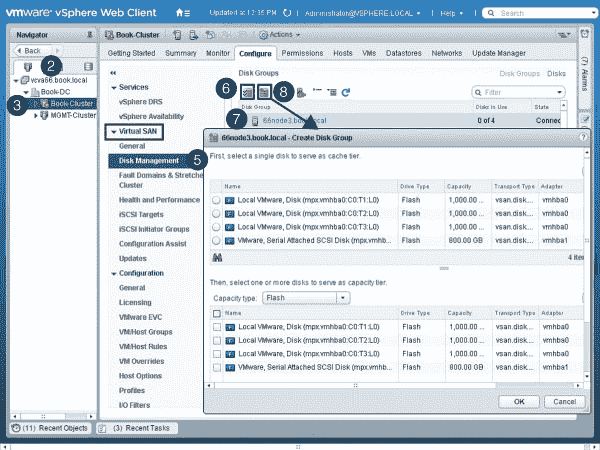 vmware vSphere Web Client Updated at 12:35 PM Administrator@VSPHERE.LOCAL Help Search
Navigator
Back
2
vcva66.book.local
Book-DC
3 Book-Cluster
MGMT-Cluster
Book-Cluster Actions
Getting Started Summary Monitor Configure Permissions Hosts VMs Datastores Networks Update Manager
Services
vSphere DRS
vSphere Availability
Virtual SAN
General
Disk Management 5
Fault Domains & Stretched
Cluster
Health and Performance
iSCSI Targets
iSCSI Initiator Groups
Configuration Assist
Updates
Configuration
General
Licensing
VMware EVC
VM/Host Groups
VM/Host Rules
VM Overrides
Host Options
Profiles
I/O Filters
Disk Groups
Disk Groups Disks
6 8 Filter
Disk Group Disks in Use State
7 66node3.book.local 0 of 4 Connec
66node3.book.local - Create Disk Group
First, select a single disk to serve as cache tier.
Name Drive Type Capacity Transport Type Adapter
Local VMware, Disk (mpx.vmhba0:C0:T1:L0) Flash 1,000.00 ... vsan.disk... vmhba0
Local VMware, Disk (mpx.vmhba0:C0:T2:L0) Flash 1,000.00 ... vsan.disk... vmhba0
Local VMware, Disk (mpx.vmhba0:C0:T3:L0) Flash 1,000.00 ... vsan.disk... vmhba0
VMware, Serial Attached SCSI Disk (mpx.vmhba... Flash 800.00 GB vsan.disk... vmhba1
4 iter
Then, select one or more disks to serve as capacity tier.
Capacity type: Flash
Name Drive Type Capacity Transport Type Adapter
Local VMware, Disk (mpx.vmhba0:C0:T1:L0) Flash 1,000.00 ... vsan.disk... vmhba0
Local VMware, Disk (mpx.vmhba0:C0:T2:L0) Flash 1,000.00 ... vsan.disk... vmhba0
Local VMware, Disk (mpx.vmhba0:C0:T3:L0) Flash 1,000.00 ... vsan.disk... vmhba0
VMware, Serial Attached SCSI Disk (mpx.vmh... Flash 800.00 GB vsan.disk... vmhba1
OK Cancel
Alarms
(11) Recent Objects (3) Recent Tasks